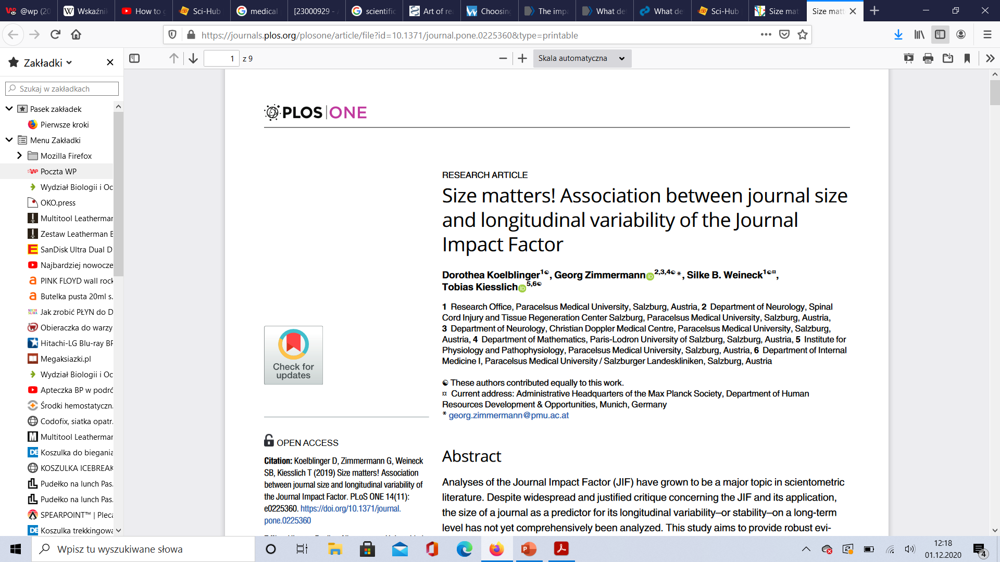 @wp (20
Wskaźnik
How to g
Sci-Hub
medical
[23000929 - A
scientific
Art of re
Choosing
The impa
What de
What de
Sci-Hub
Size mat
Size matt
https://journals.plos.org/plosone/article/file?id=10.1371/journal.pone.0225360&type=printable
Zakładki
1 z 9
Skala automatyczna
Szukaj w zakładkach
Pasek zakładek
Pierwsze kroki
Menu Zakładki
Mozilla Firefox
Poczta WP
Wydział Biologii i Oc
OKO.press
Multitool Leatherman
Zestaw Leatherman B
SanDisk Ultra Dual D
Najbardziej nowocze
PINK FLOYD wall rock
Butelka pusta 20ml s.
Jak zrobić PŁYN do D
Obieraczka do warzy
Hitachi-LG Blu-ray BP
Megaksiazki.pl
Wydział Biologii i Oc
Apteczka BP w podró
Środki hemostatyczn.
Codofix, siatka opatr.
Multitool Leatherman
Koszulka do biegania
KOSZULKA ICEBREAK
Pudełko na lunch Pas.
Pudełko na lunch Pas.
SPEARPOINT™ | Pleca
Koszulka trekkingowa
PLOS ONE
RESEARCH ARTICLE
Size matters! Association between journal size
and longitudinal variability of the Journal
Impact Factor
Dorothea Koelblinger1☯, Georg Zimmermann iD 2,3,4☯*, Silke B. Weineck1☯¤,
Tobias Kiesslich iD 5,6☯
1 Research Office, Paracelsus Medical University, Salzburg, Austria, 2 Department of Neurology, Spinal
Cord Injury and Tissue Regeneration Center Salzburg, Paracelsus Medical University, Salzburg, Austria,
3 Department of Neurology, Christian Doppler Medical Centre, Paracelsus Medical University, Salzburg,
Austria, 4 Department of Mathematics, Paris-Lodron University of Salzburg, Salzburg, Austria, 5 Institute for
Physiology and Pathophysiology, Paracelsus Medical University, Salzburg, Austria, 6 Department of Internal
Medicine I, Paracelsus Medical University / Salzburger Landeskliniken, Salzburg, Austria
☯ These authors contributed equally to this work.
¤ Current address: Administrative Headquarters of the Max Planck Society, Department of Human
Resources Development & Opportunities, Munich, Germany
* georg.zimmermann@pmu.ac.at
Check for
updates
OPEN ACCESS
Citation: Koelblinger D, Zimmermann G, Weineck
SB, Kiesslich T (2019) Size matters! Association
between journal size and longitudinal variability of
the Journal Impact Factor. PLoS ONE 14(11):
e0225360. https://doi.org/10.1371/journal.
pone.0225360
Abstract
Analyses of the Journal Impact Factor (JIF) have grown to be a major topic in scientometric
literature. Despite widespread and justified critique concerning the JIF and its application,
the size of a journal as a predictor for its longitudinal variability–or stability–on a long-term
level has not yet comprehensively been analyzed. This study aims to provide robust evi-
Wpisz tu wyszukiwane słowa
12:18
01.12.2020
4